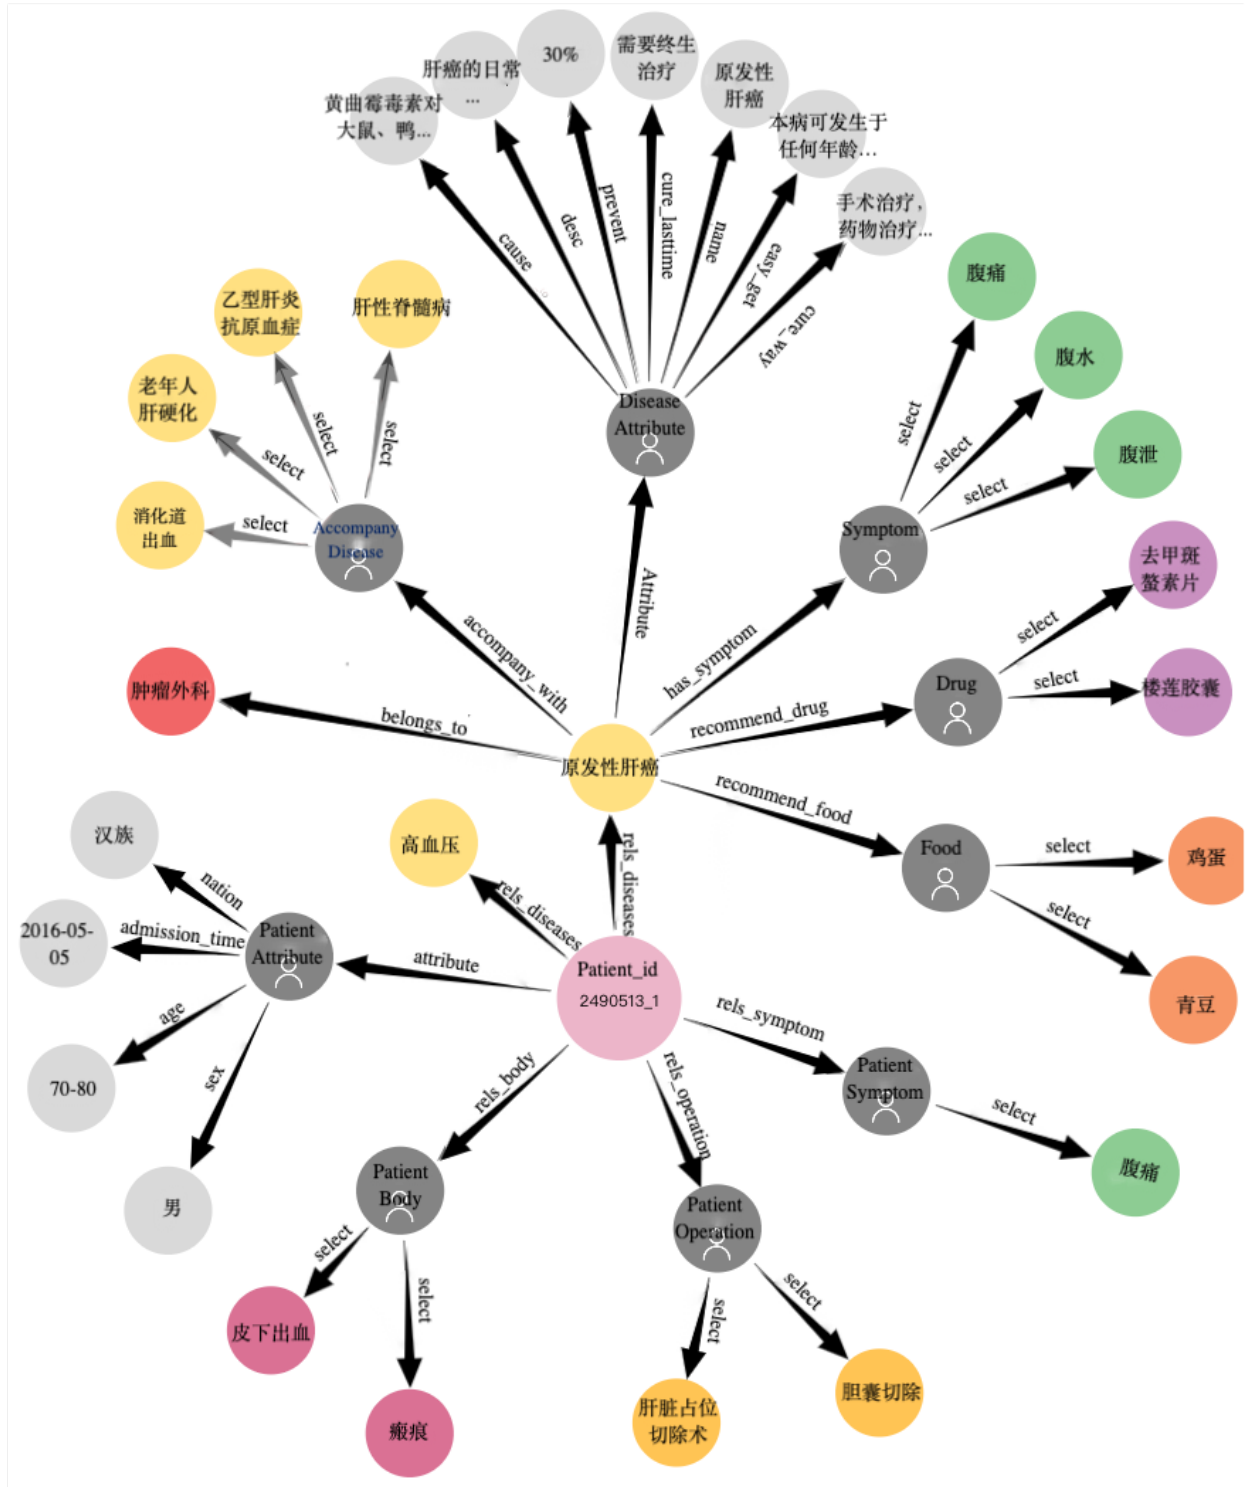 黄曲霉毒素对
大鼠、鸭...
肝癌的日常
...
30%
需要终生
治疗
原发性
肝癌
本病可发生于
任何年龄...
手术治疗，
药物治疗...
cause
desc
prevent
cure_lasttime
name
easy_get
cure_way
Disease
Attribute
乙型肝炎
抗原血症
肝性脊髓病
老年人
肝硬化
消化道
出血
select
select
select
select
Accompany
Disease
腹痛
腹水
腹泄
select
select
select
Symptom
去甲斑
蝥素片
楼莲胶囊
select
select
Drug
Attribute
accompany_with
has_symptom
肿瘤外科
belongs_to
recommend_drug
原发性肝癌
recommend_food
Food
select
鸡蛋
select
青豆
高血压
rels_diseases
rels_diseases
汉族
nation
2016-05-
05
admission_time
Patient
Attribute
attribute
Patient_id
2490513_1
age
70-80
sex
男
rels_symptom
Patient
Symptom
select
腹痛
rels_body
Patient
Body
select
皮下出血
select
瘢痕
rels_operation
Patient
Operation
select
肝脏占位
切除术
select
胆囊切除